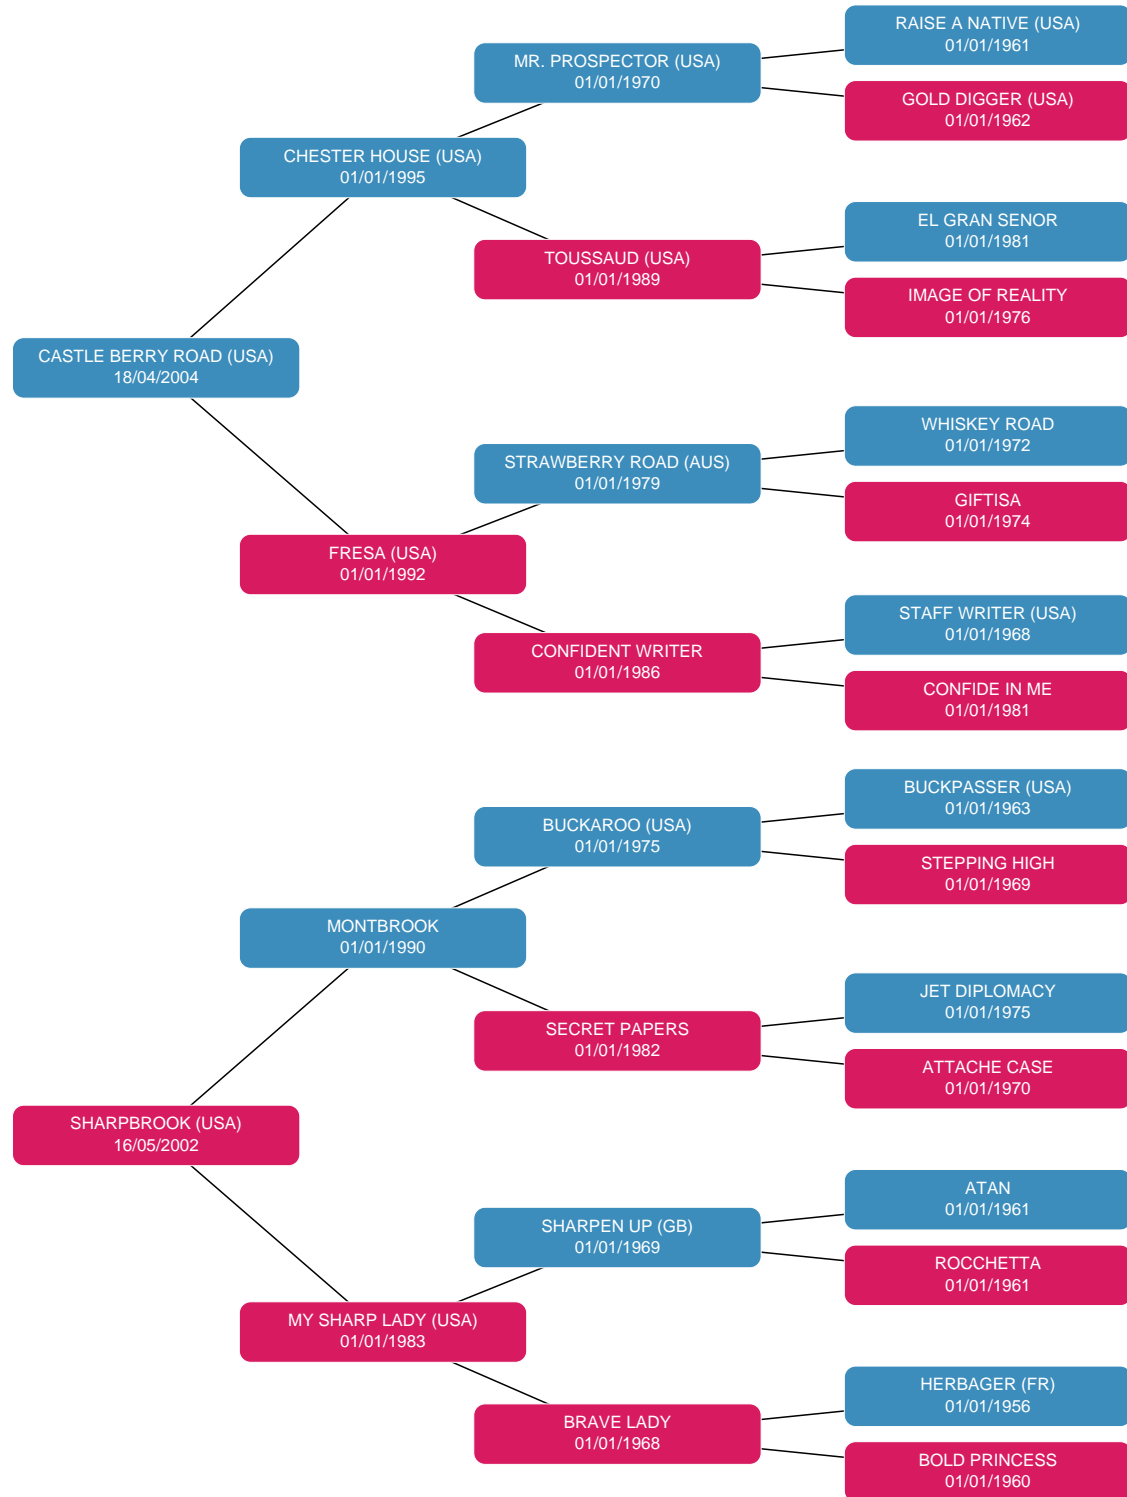 RAISE A NATIVE (USA)
01/01/1961
MR. PROSPECTOR (USA)
01/01/1970
GOLD DIGGER (USA)
01/01/1962
CHESTER HOUSE (USA)
01/01/1995
EL GRAN SENOR
01/01/1981
TOUSSAUD (USA)
01/01/1989
IMAGE OF REALITY
01/01/1976
CASTLE BERRY ROAD (USA)
18/04/2004
WHISKEY ROAD
01/01/1972
STRAWBERRY ROAD (AUS)
01/01/1979
GIFTISA
01/01/1974
FRESA (USA)
01/01/1992
STAFF WRITER (USA)
01/01/1968
CONFIDENT WRITER
01/01/1986
CONFIDE IN ME
01/01/1981
BUCKPASSER (USA)
01/01/1963
BUCKAROO (USA)
01/01/1975
STEPPING HIGH
01/01/1969
MONTBROOK
01/01/1990
JET DIPLOMACY
01/01/1975
SECRET PAPERS
01/01/1982
ATTACHE CASE
01/01/1970
SHARPBROOK (USA)
16/05/2002
ATAN
01/01/1961
SHARPEN UP (GB)
01/01/1969
ROCCHETTA
01/01/1961
MY SHARP LADY (USA)
01/01/1983
HERBAGER (FR)
01/01/1956
BRAVE LADY
01/01/1968
BOLD PRINCESS
01/01/1960